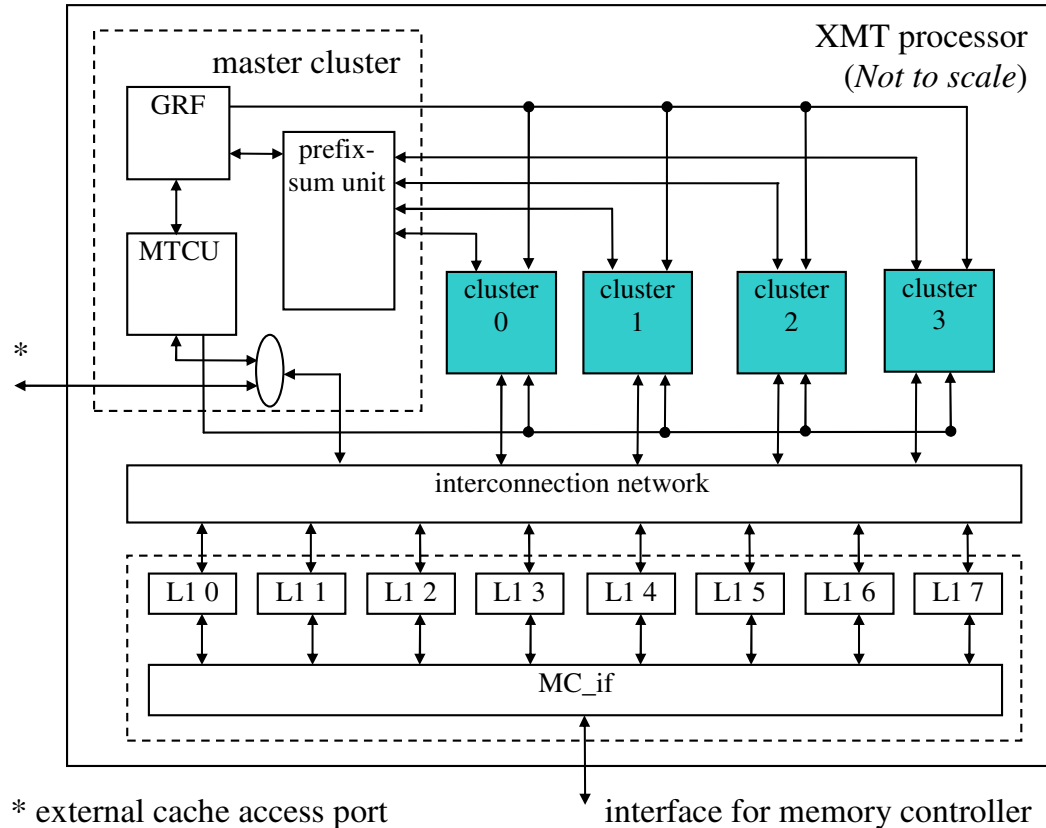 XMT processor
(Not to scale)
master cluster
GRF
prefix-
sum unit
MTCU
cluster
0
cluster
1
cluster
2
cluster
3
*
interconnection network
L1 0
L1 1
L1 2
L1 3
L1 4
L1 5
L1 6
L1 7
MC_if
* external cache access port
interface for memory controller